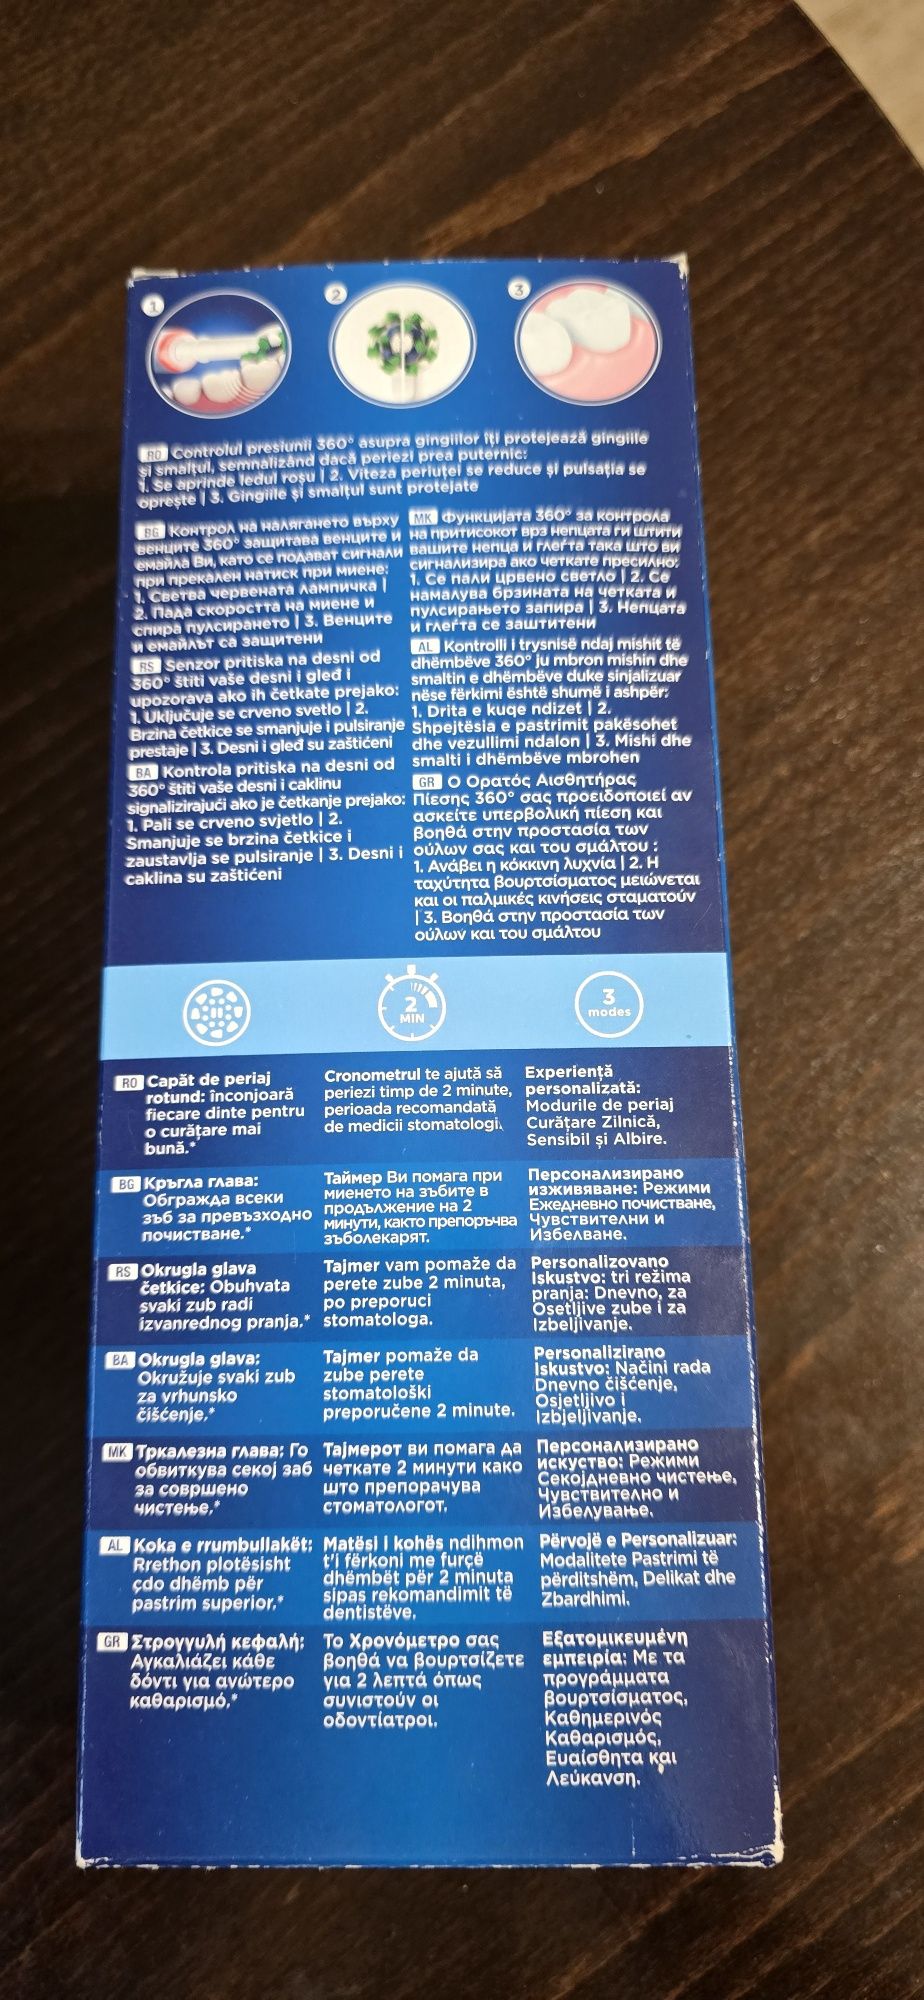 1
2
3
RO Controlul presiunii 360° asupra gingiilor îți protejează gingiile
și smalțul, semnalizând dacă periezi prea puternic:
1. Se aprinde ledul roșu | 2. Viteza periuței se reduce și pulsația se
oprește | 3. Gingiile și smalțul sunt protejate
BG Контрол на налягането върху
венците 360° защитава венците и
емайла Ви, като се подават сигнали
при прекален натиск при миене:
1. Светва червената лампичка |
2. Пада скоростта на миене и
спира пулсирането | 3. Венците
и емайлът са защитени
RS Senzor pritiska na desni od
360° štiti vaše desni i gleđ i
upozorava ako ih četkate prejako:
1. Uključuje se crveno svetlo | 2.
Brzina četkice se smanjuje i pulsiranje
prestaje | 3. Desni i gleđ su zaštićeni
BA Kontrola pritiska na desni od
360° štiti vaše desni i caklinu
signalizirajući ako je četkanje prejako:
1. Pali se crveno svjetlo | 2.
Smanjuje se brzina četkice i
zaustavlja se pulsiranje | 3. Desni i
caklina su zaštićeni
MK Функцијата 360° за контрола
на притисокот врз непцата ги штити
вашите непца и глеѓта така што ви
сигнализира ако четкате пресилно:
1. Се пали црвено светло | 2. Се
намалува брзината на четката и
пулсирањето запира | 3. Непцата
и глеѓта се заштитени
AL Kontrolli i trysnisë ndaj mishit të
dhëmbëve 360° ju mbron mishin dhe
smaltin e dhëmbëve duke sinjalizuar
nëse fërkimi është shumë i ashpër:
1. Drita e kuqe ndizet | 2.
Shpejtësia e pastrimit pakësohet
dhe vezullimi ndalon | 3. Mishi dhe
smalti i dhëmbëve mbrohen
GR Ο Ορατός Αισθητήρας
Πίεσης 360° σας προειδοποιεί αν
ασκείτε υπερβολική πίεση και
βοηθά στην προστασία των
ούλων σας και του σμάλτου :
1. Ανάβει η κόκκινη λυχνία | 2. Η
ταχύτητα βουρτσίσματος μειώνεται
και οι παλμικές κινήσεις σταματούν
| 3. Βοηθά στην προστασία των
ούλων και του σμάλτου
2
MIN
3
modes
RO Capăt de periaj
rotund: înconjoară
fiecare dinte pentru
o curățare mai
bună.*
Cronometrul te ajută să
periezi timp de 2 minute,
perioada recomandată
de medicii stomatologi.
Experiență
personalizată:
Modurile de periaj
Curățare Zilnică,
Sensibil și Albire.
BG Кръгла глава:
Обгражда всеки
зъб за превъзходно
почистване.*
Таймер Ви помага при
миенето на зъбите в
продължение на 2
минути, както препоръчва
зъболекарят.
Персонализирано
изживяване: Режими
Ежедневно почистване,
Чувствителни и
Избелване.
RS Okrugla glava
četkice: Obuhvata
svaki zub radi
izvanrednog pranja.*
Tajmer vam pomaže da
perete zube 2 minuta,
po preporuci
stomatologa.
Personalizovano
Iskustvo: tri režima
pranja: Dnevno, za
Osetljive zube i za
Izbeljivanje.
BA Okrugla glava:
Okružuje svaki zub
za vrhunsko
čišćenje.*
Tajmer pomaže da
zube perete
stomatološki
preporučene 2 minute.
Personalizirano
Iskustvo: Načini rada
Dnevno čišćenje,
Osjetljivo i
Izbjeljivanje.
MK Тркалезна глава: Го
обвиткува секој заб
за совршено
чистење.*
Тајмерот ви помага да
четкате 2 минути како
што препорачува
стоматологот.
Персонализирано
искуство: Режими
Секојдневно чистење,
Чувствително и
Избелување.
AL Koka e rrumbullakët:
Rrethon plotësisht
çdo dhëmb për
pastrim superior.*
Matësi i kohës ndihmon
t'i fërkoni me furçë
dhëmbët për 2 minuta
sipas rekomandimit të
dentistëve.
Përvojë e Personalizuar:
Modalitete Pastrimi të
përditshëm, Delikat dhe
Zbardhimi.
GR Στρογγυλή κεφαλή:
Αγκαλιάζει κάθε
δόντι για ανώτερο
καθαρισμό.*
Το Χρονόμετρο σας
βοηθά να βουρτσίζετε
για 2 λεπτά όπως
συνιστούν οι
οδοντίατροι.
Εξατομικευμένη
εμπειρία: Με τα
προγράμματα
βουρτσίσματος,
Καθημερινός
Καθαρισμός,
Ευαίσθητα και
Λεύκανση.